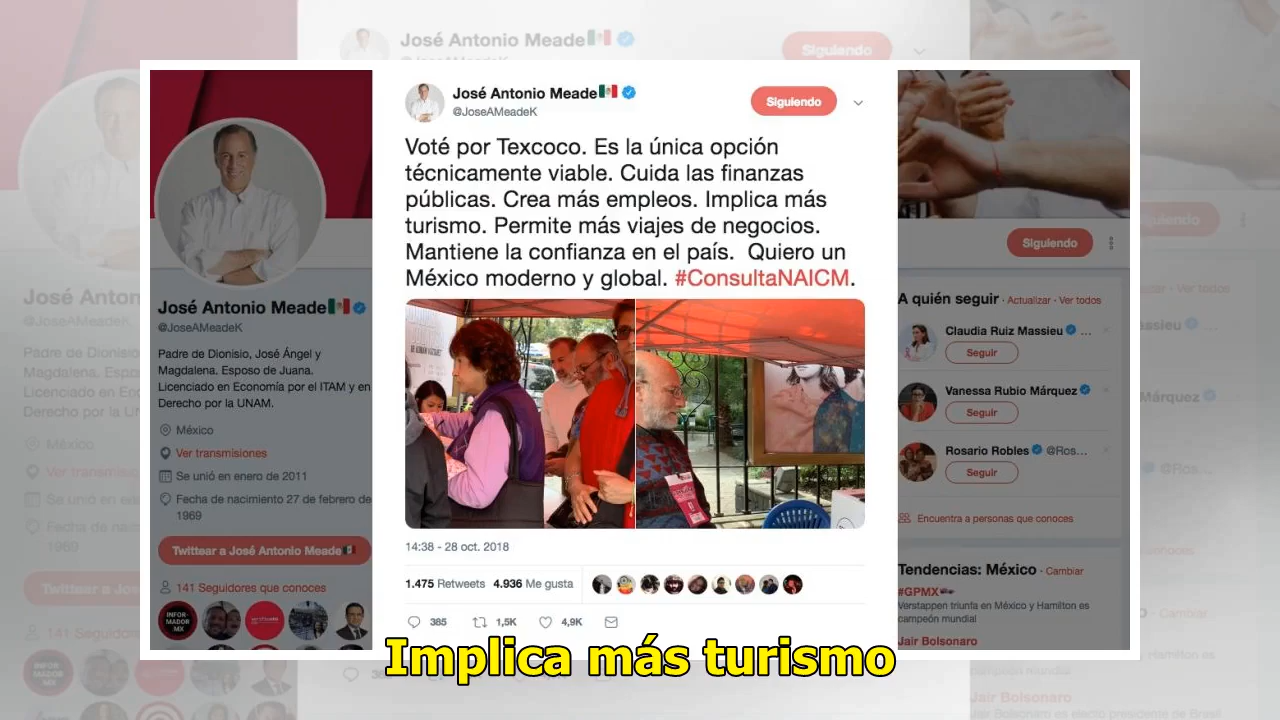 José Antonio Meade
Siguiendo
José Antonio Meade
@JoseAMeadeK
Siguiendo
Voté por Texcoco. Es la única opción
técnicamente viable. Cuida las finanzas
públicas. Crea más empleos. Implica más
turismo. Permite más viajes de negocios.
Mantiene la confianza en el país. Quiero un
México moderno y global. #ConsultaNAICM.
14:38 - 28 oct. 2018
1.475 Retweets 4.936 Me gusta
385 1,5K 4,9K
José Antonio Meade
@JoseAMeadeK
Padre de Dionisio, José Ángel y
Magdalena. Esposo de Juana.
Licenciado en Economía por el ITAM y en
Derecho por la UNAM.
México
Ver transmisiones
Se unió en enero de 2011
Fecha de nacimiento 27 de febrero de
1969
Twittear a José Antonio Meade
141 Seguidores que conoces
INFOR-
MADOR
MX
Siguiendo
A quién seguir · Actualizar · Ver todos
Claudia Ruiz Massieu ...
Seguir
Vanessa Rubio Márquez
Seguir
Rosario Robles @Ros...
Seguir
Encuentra a personas que conoces
Tendencias: México · Cambiar
#GPMX
Verstappen triunfa en México y Hamilton es
campeón mundial
Jair Bolsonaro
Implica más turismo